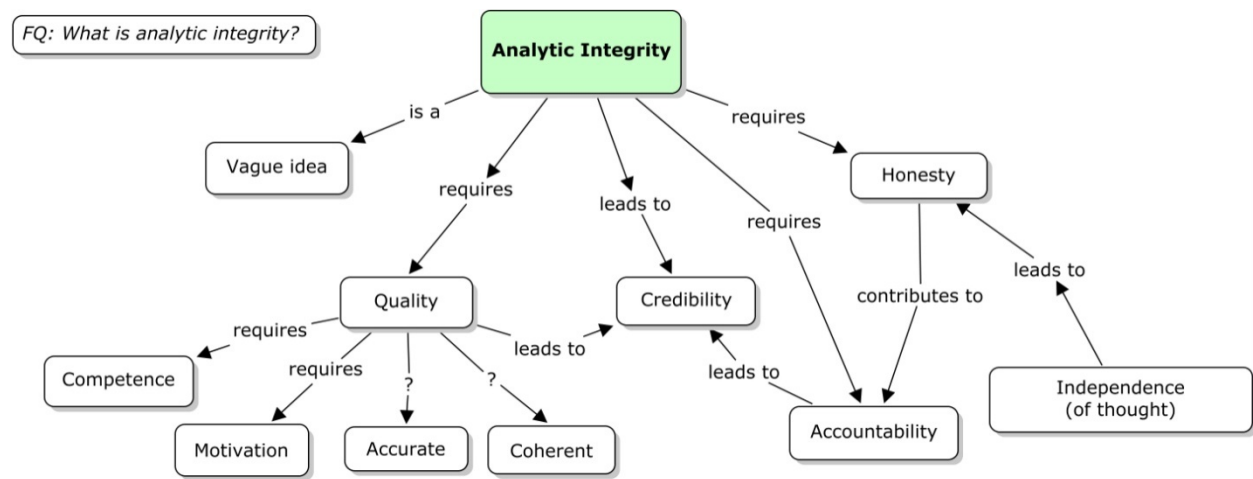 FQ: What is analytic integrity?
Analytic Integrity
is a
requires
Vague idea
Honesty
requires
leads to
requires
leads to
Quality
Credibility
contributes to
requires
leads to
requires
leads to
Competence
?
?
Independence
(of thought)
Motivation
Accurate
Coherent
Accountability